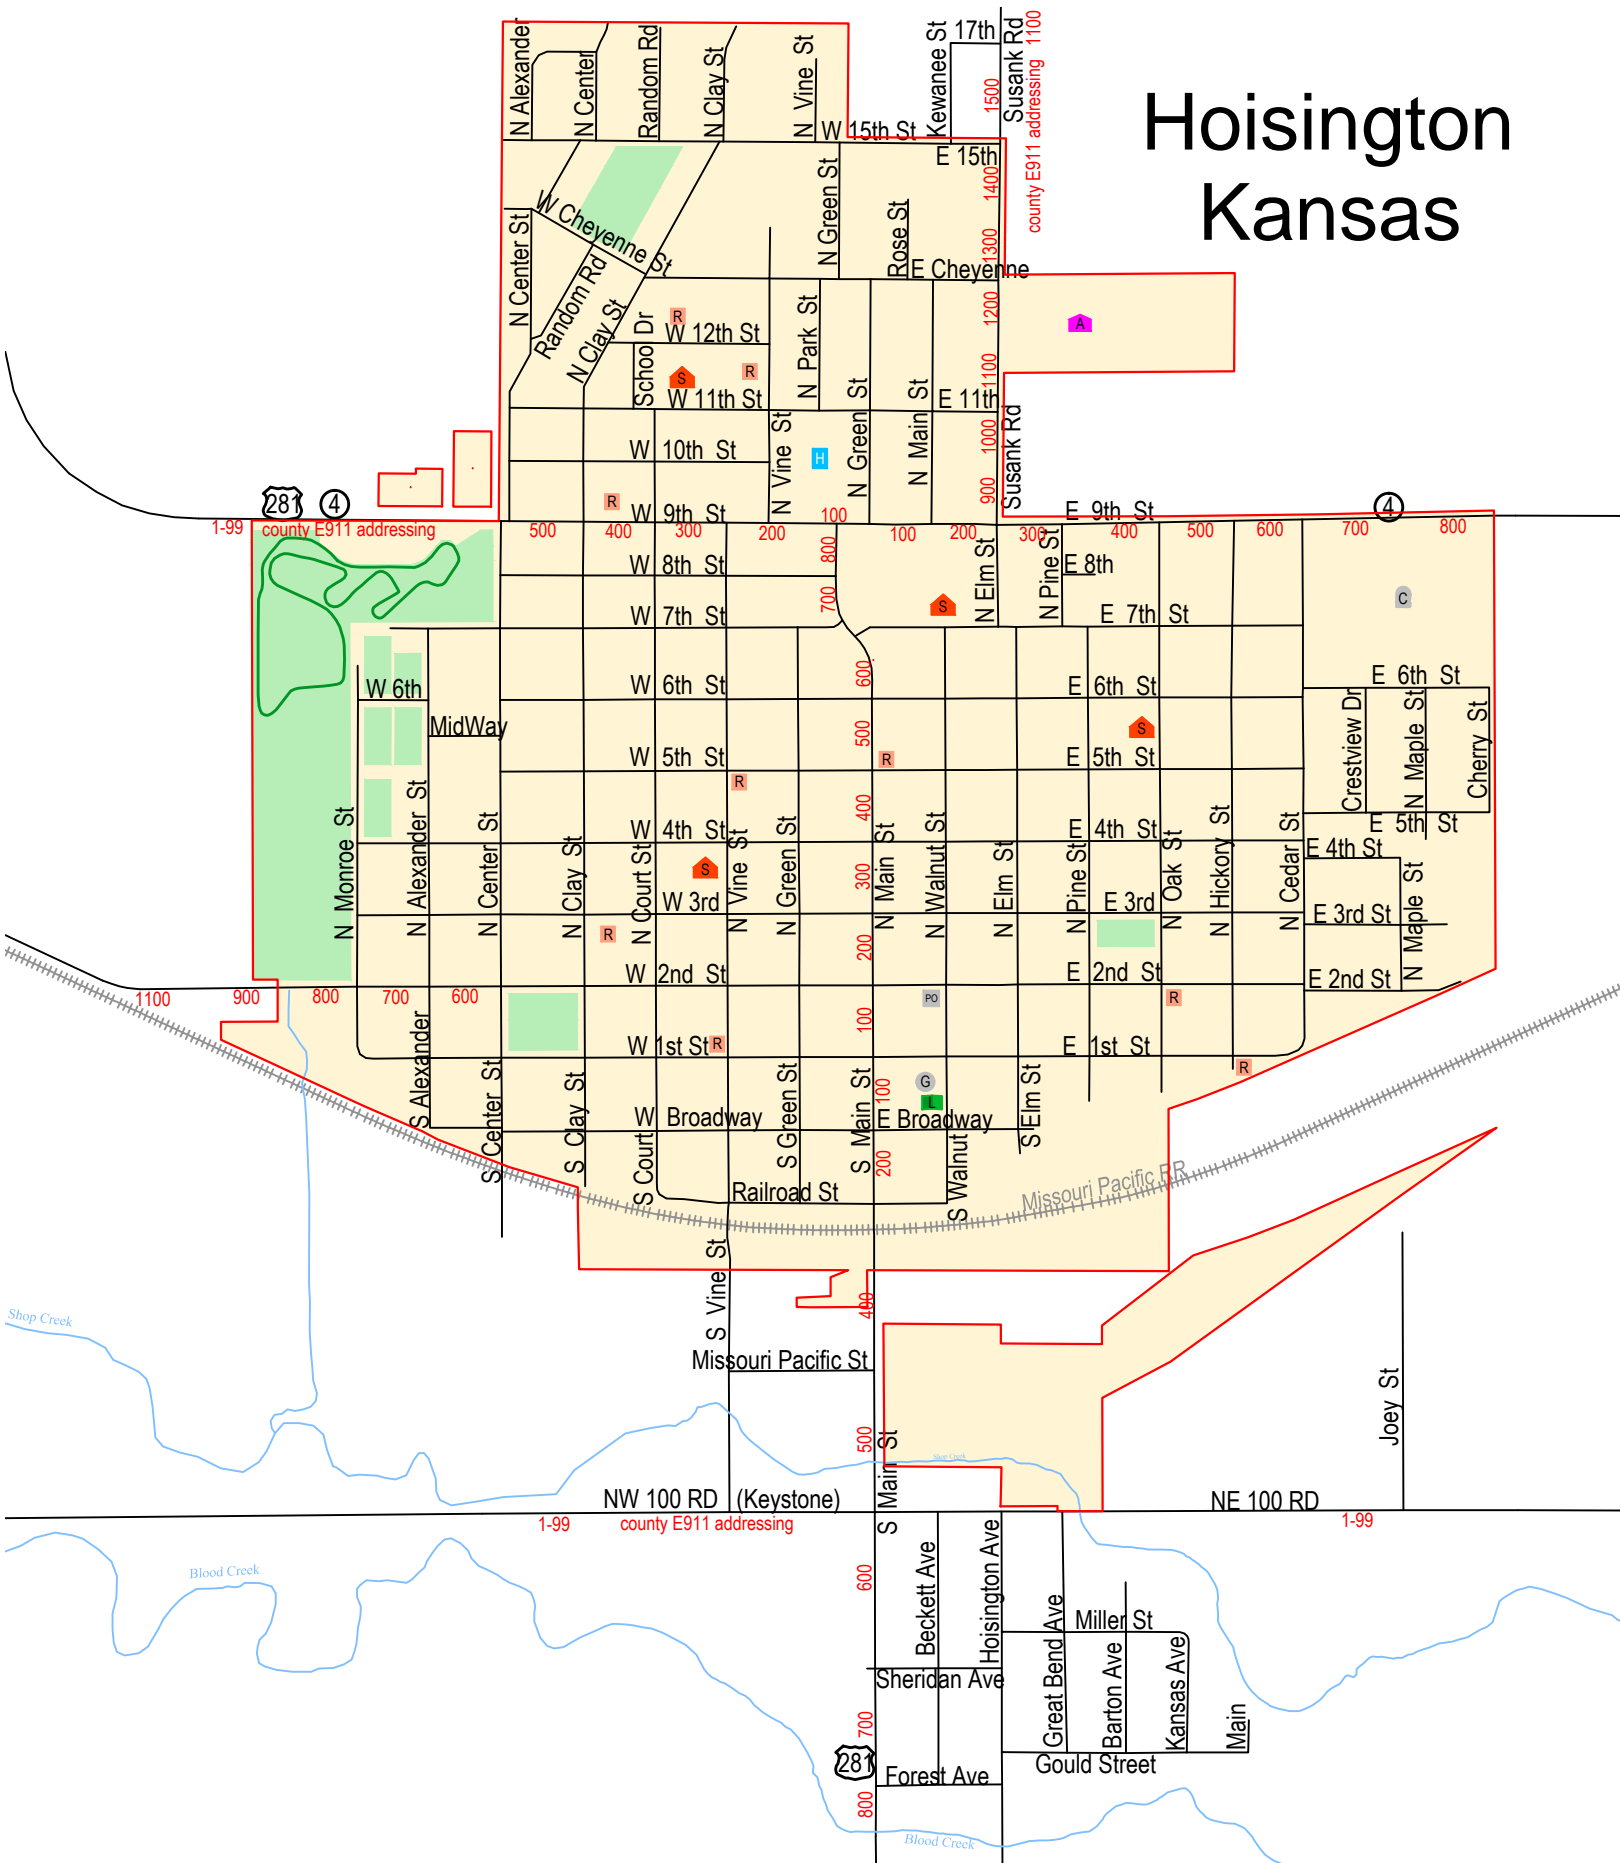 Hoisington
Kansas
N Alexander
N Center
Random Rd
N Clay St
N Vine St
Kewanee St
17th
Susank Rd
1100
county E911 addressing
1500
W 15th St
E 15th
1400
W Cheyenne St
N Green St
Rose St
1300
E Cheyenne
N Center St
Random Rd
N Clay St
School Dr
R
W 12th St
N Park St
1200
A
S
R
1100
W 11th St
N Green St
N Main St
E 11th
W 10th St
N Vine St
H
1000
Susank Rd
900
R
281
4
W 9th St
100
E 9th St
4
1-99
county E911 addressing
500
400
300
200
100
200
300
400
500
600
700
800
800
W 8th St
N Elm St
N Pine St
E 8th
700
S
C
W 7th St
E 7th St
600
W 6th
W 6th St
E 6th St
E 6th St
MidWay
500
S
Crestview Dr
N Maple St
Cherry St
W 5th St
R
E 5th St
R
400
E 5th St
N Monroe St
N Alexander St
N Center St
N Clay St
W 4th St
N Court St
N Vine St
N Green St
N Main St
N Walnut St
N Elm St
E 4th St
N Pine St
N Oak St
N Hickory St
N Cedar St
E 4th St
S
300
W 3rd
E 3rd
E 3rd St
N Maple St
R
200
W 2nd St
E 2nd St
E 2nd St
1100
900
800
700
600
PO
R
100
W 1st St
R
E 1st St
S Alexander
S Center St
S Clay St
S Court
S Green St
S Main St
100
G
L
S Elm St
R
W Broadway
E Broadway
200
S Walnut
Railroad St
Missouri Pacific RR
S Vine St
400
Shop Creek
Missouri Pacific St
Joey St
500
S Main St
Shop Creek
NW 100 RD (Keystone)
NE 100 RD
1-99
county E911 addressing
1-99
Blood Creek
600
Beckett Ave
Hoisington Ave
Great Bend Ave
Miller St
Barton Ave
Kansas Ave
Main
Sheridan Ave
700
281
Forest Ave
Gould Street
800
Blood Creek